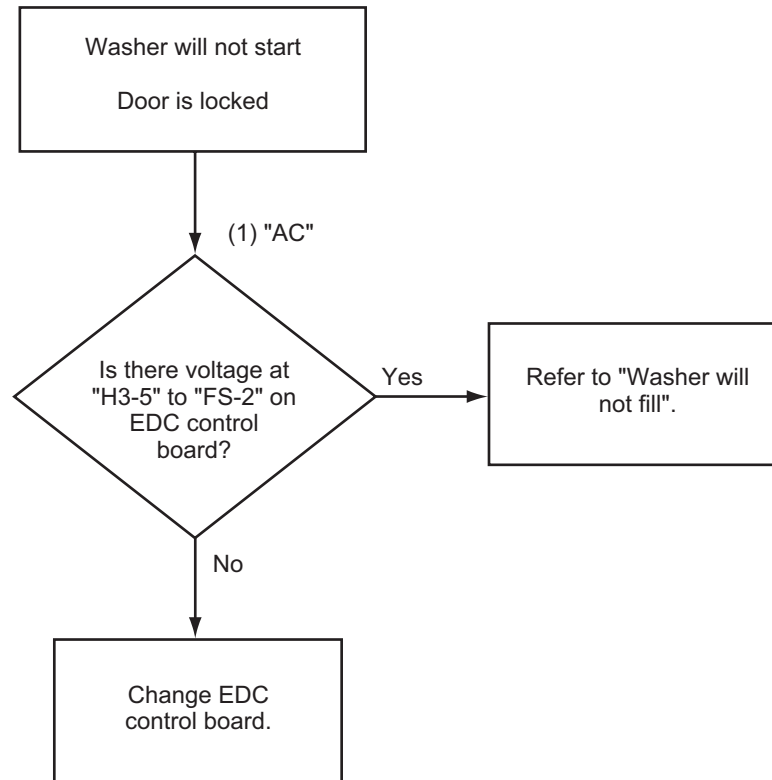 Washer will not start
Door is locked
(1) "AC"
Is there voltage at
"H3-5" to "FS-2" on
EDC control
board?
Yes
Refer to "Washer will
not fill".
No
Change EDC
control board.